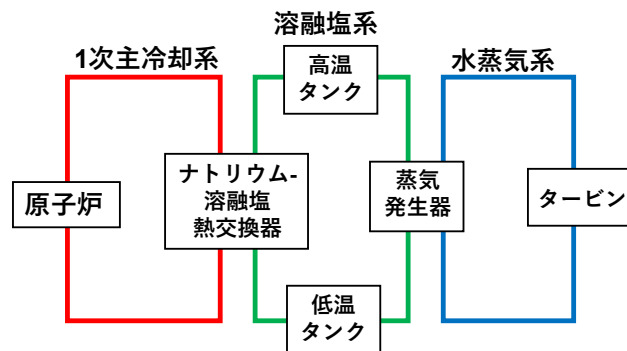 溶融塩系
1次主冷却系
水蒸気系
高温
タンク
原子炉
ナトリウム-
溶融塩
熱交換器
蒸気
発生器
タービン
低温
タンク